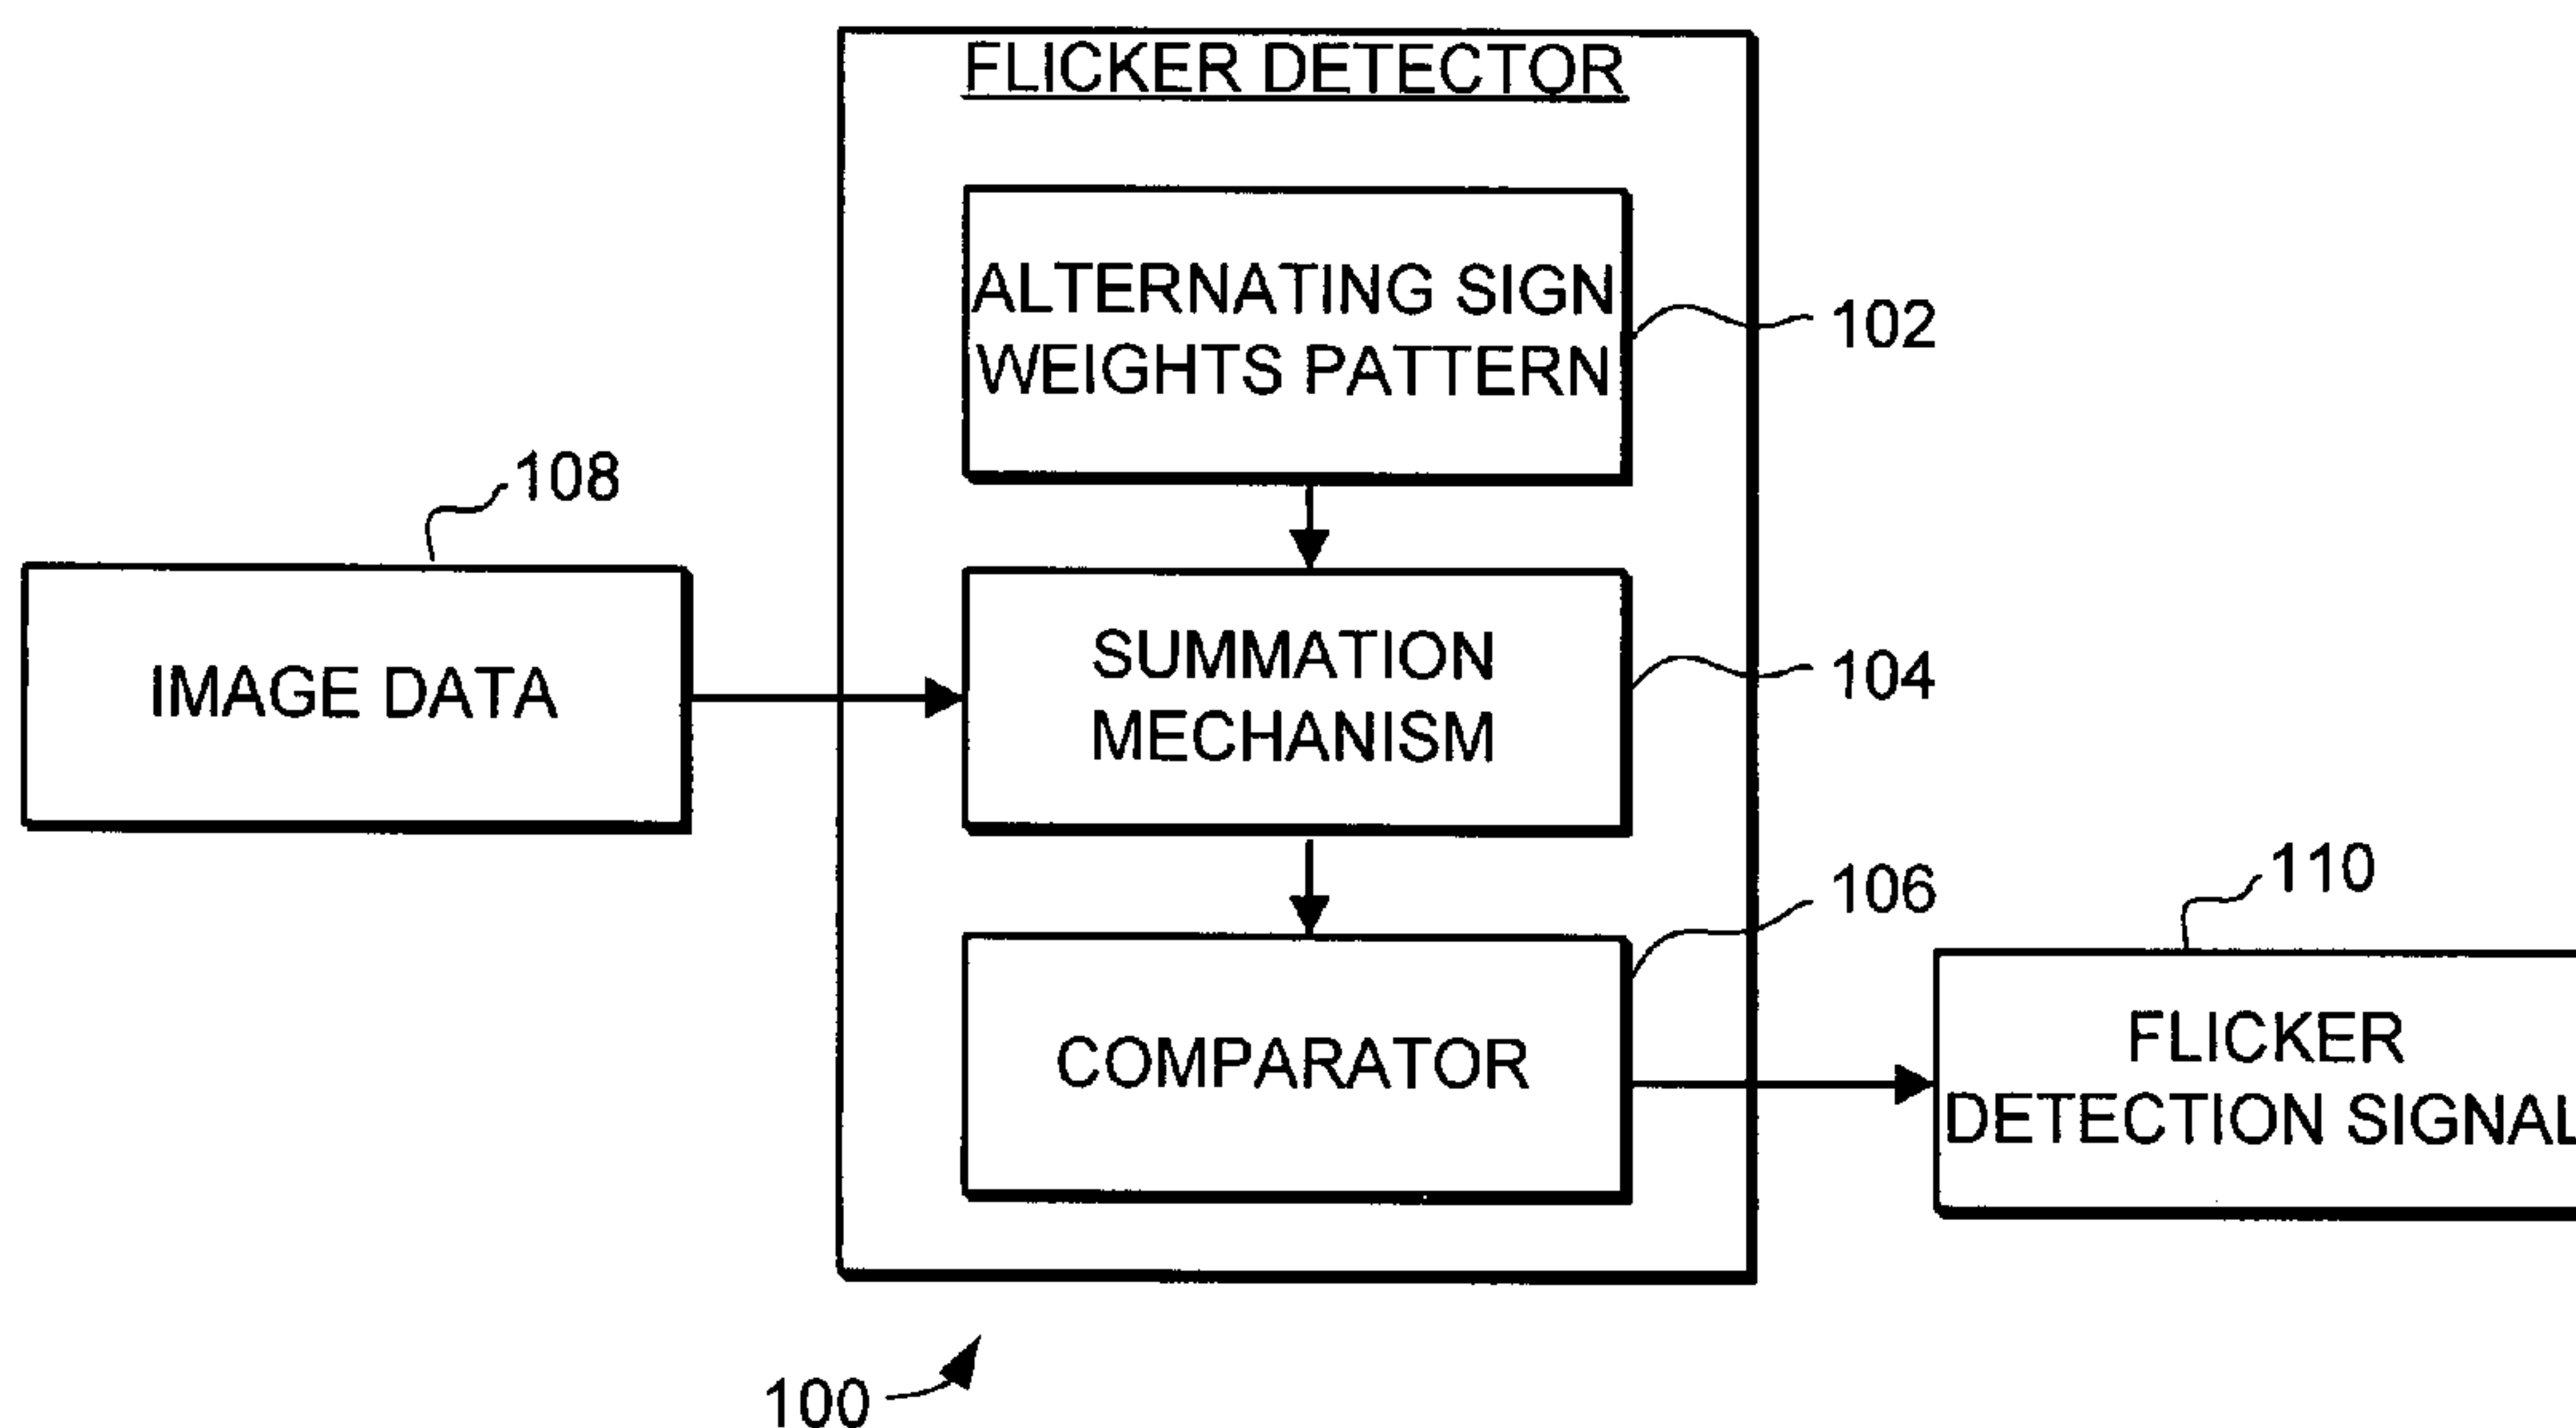 FLICKER DETECTOR
ALTERNATING SIGN
WEIGHTS PATTERN
102
108
IMAGE DATA
SUMMATION
MECHANISM
104
106
COMPARATOR
110
FLICKER
DETECTION SIGNAL
100